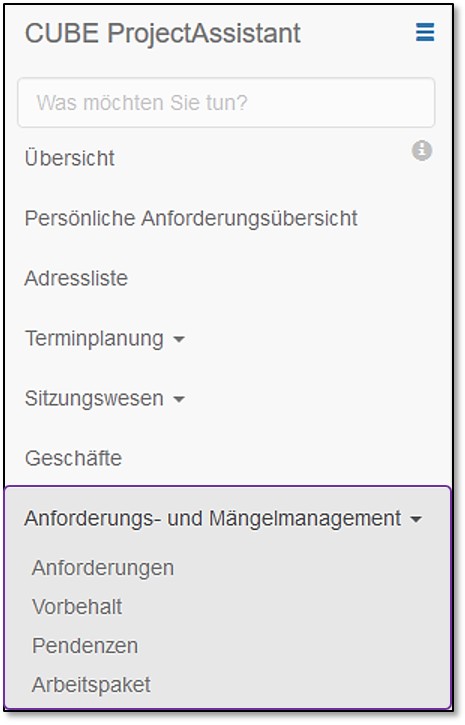 CUBE ProjectAssistant
Was möchten Sie tun?
Übersicht
Persönliche Anforderungsübersicht
Adressliste
Terminplanung
Sitzungswesen
Geschäfte
Anforderungs- und Mängelmanagement
Anforderungen
Vorbehalt
Pendenzen
Arbeitspaket